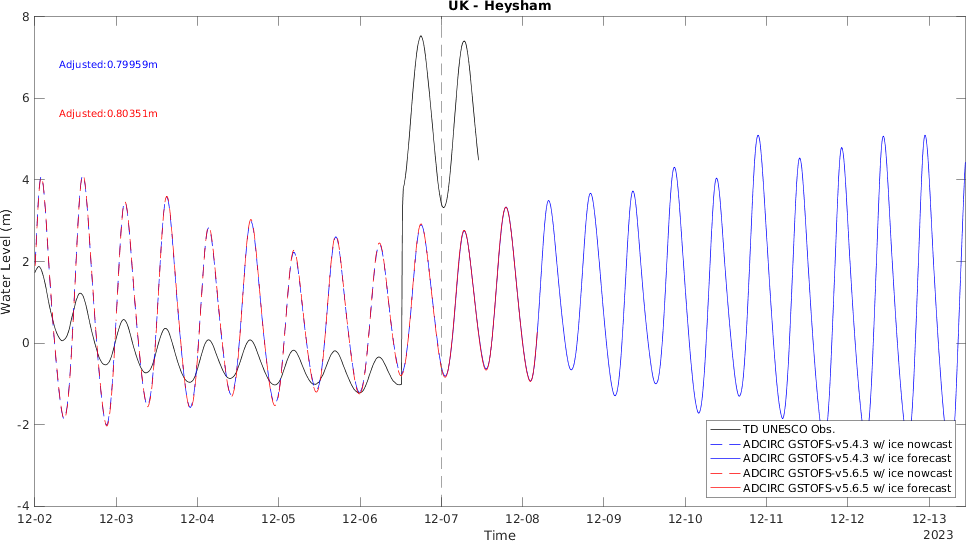 UK - Heysham
8
6
4
2
0
-2
-4
Water Level (m)
Adjusted:0.79959m
Adjusted:0.80351m
TD UNESCO Obs.
ADCIRC GSTOFS-v5.4.3 w/ ice nowcast
ADCIRC GSTOFS-v5.4.3 w/ ice forecast
ADCIRC GSTOFS-v5.6.5 w/ ice nowcast
ADCIRC GSTOFS-v5.6.5 w/ ice forecast
12-02 12-03 12-04 12-05 12-06 12-07 12-08 12-09 12-10 12-11 12-12 12-13
Time
2023